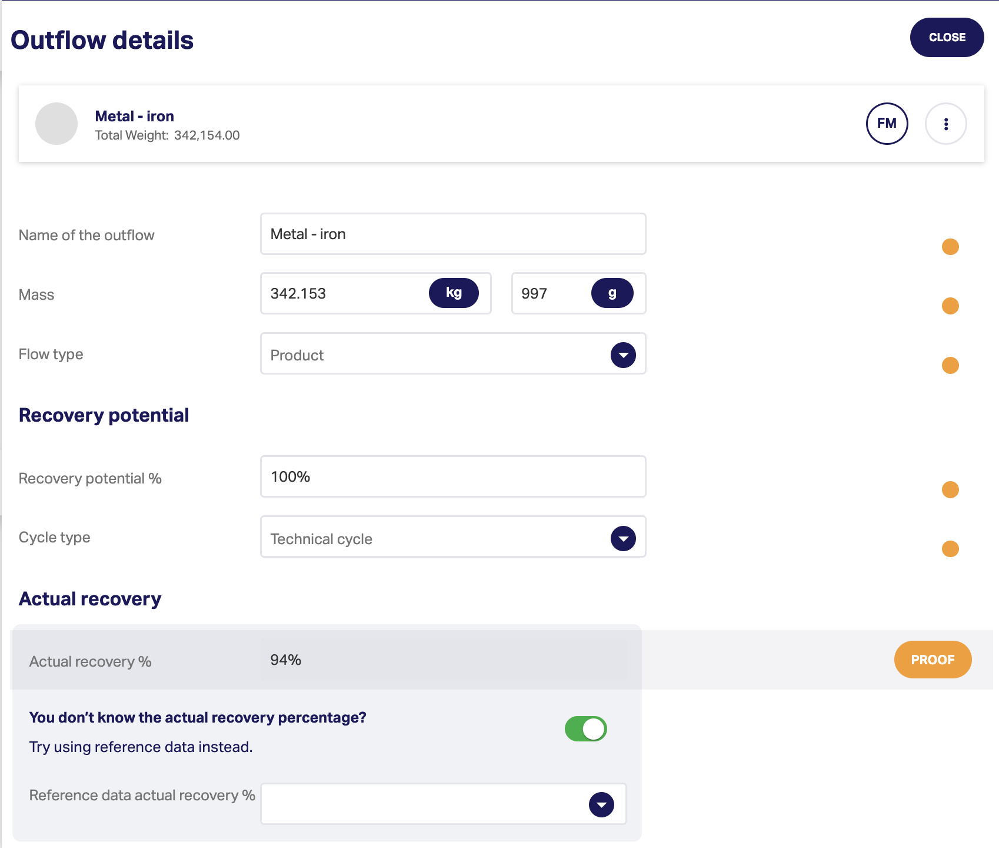 Outflow details
CLOSE
Metal - iron
Total Weight: 342,154.00
FM
Name of the outflow
Metal - iron
Mass
342.153
kg
997
g
Flow type
Product
Recovery potential
Recovery potential %
100%
Cycle type
Technical cycle
Actual recovery
Actual recovery %
94%
PROOF
You don't know the actual recovery percentage?
Try using reference data instead.
Reference data actual recovery %